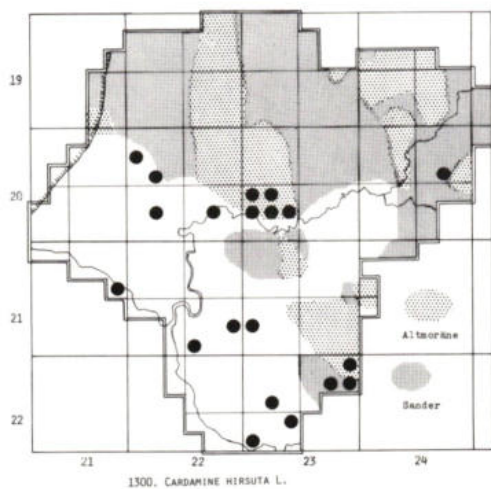 19
20
21
Altmoräne
Sander
22
21 22 23 24
1300. CARDAMINE HIRSUTA L.